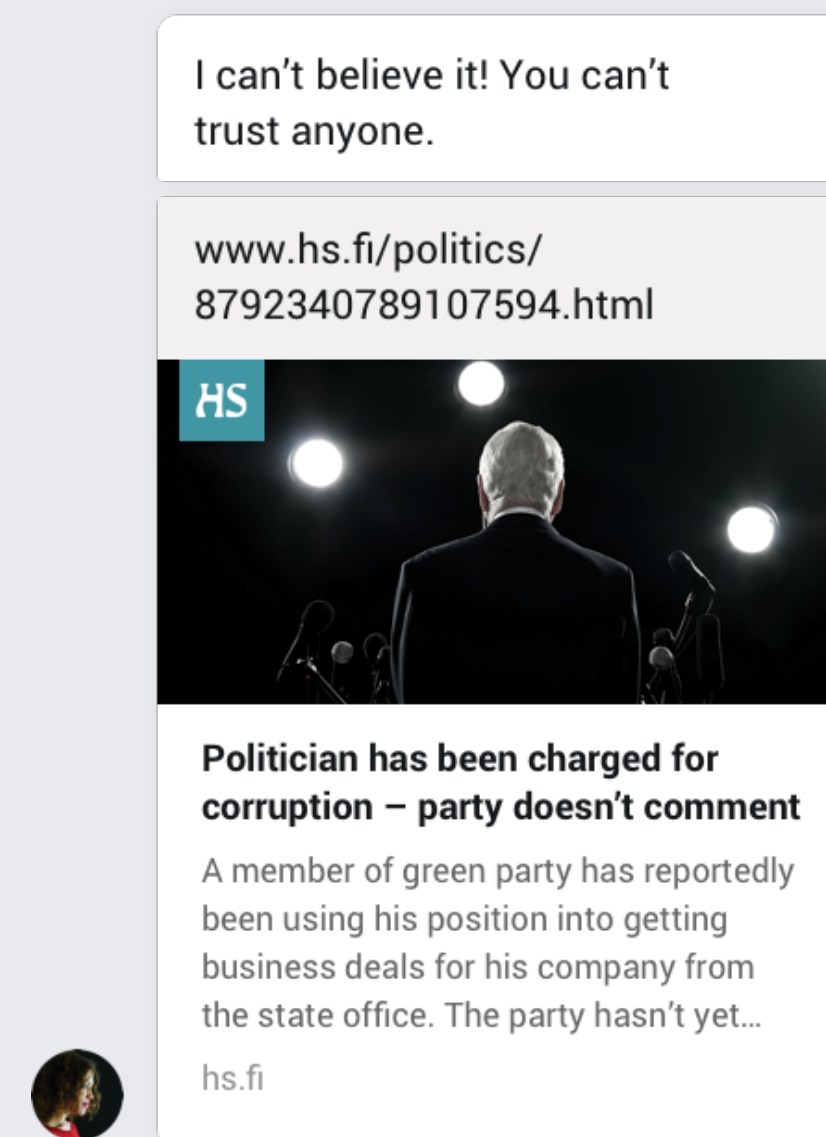 I can’t believe it! You can’t
trust anyone.
www.hs.fi/politics/
8792340789107594.html
HS
Politician has been charged for
corruption – party doesn’t comment
A member of green party has reportedly
been using his position into getting
business deals for his company from
the state office. The party hasn’t yet…
hs.fi